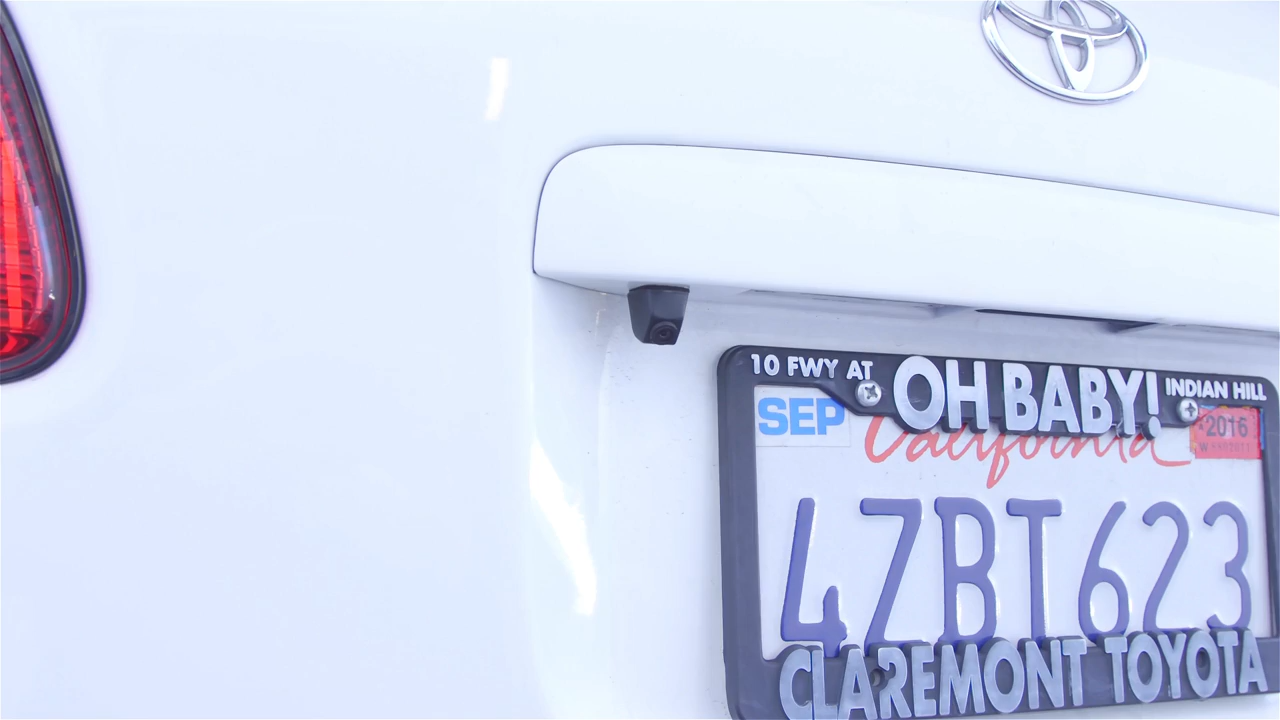 10 FWY AT OH BABY! INDIAN HILL
SEP California 2016
4ZBT623
CLAREMONT TOYOTA